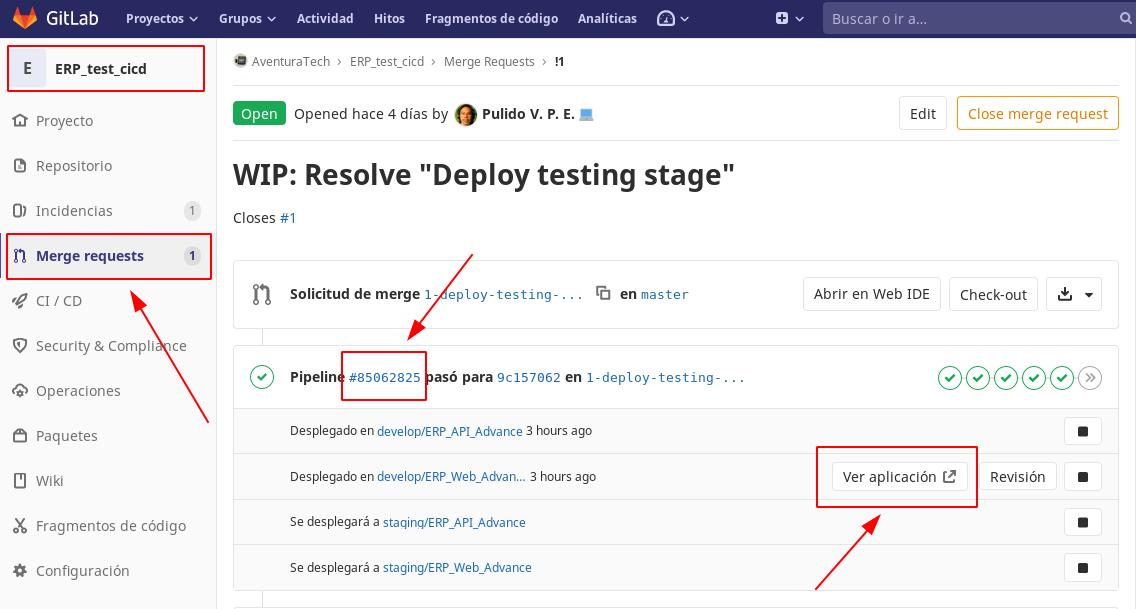 GitLab Proyectos Grupos Actividad Hitos Fragmentos de código Analíticas Buscar o ir a...
E ERP_test_cicd
AventuraTech › ERP_test_cicd › Merge Requests › !1
Proyecto
Repositorio
Incidencias 1
Merge requests 1
CI / CD
Security & Compliance
Operaciones
Paquetes
Wiki
Fragmentos de código
Configuración
Open Opened hace 4 días by Pulido V. P. E. Edit Close merge request
WIP: Resolve "Deploy testing stage"
Closes #1
Solicitud de merge 1-deploy-testing-... en master Abrir en Web IDE Check-out
Pipeline #85062825 pasó para 9c157062 en 1-deploy-testing-...
Desplegado en develop/ERP_API_Advance 3 hours ago
Desplegado en develop/ERP_Web_Advan... 3 hours ago Ver aplicación Revisión
Se desplegará a staging/ERP_API_Advance
Se desplegará a staging/ERP_Web_Advance